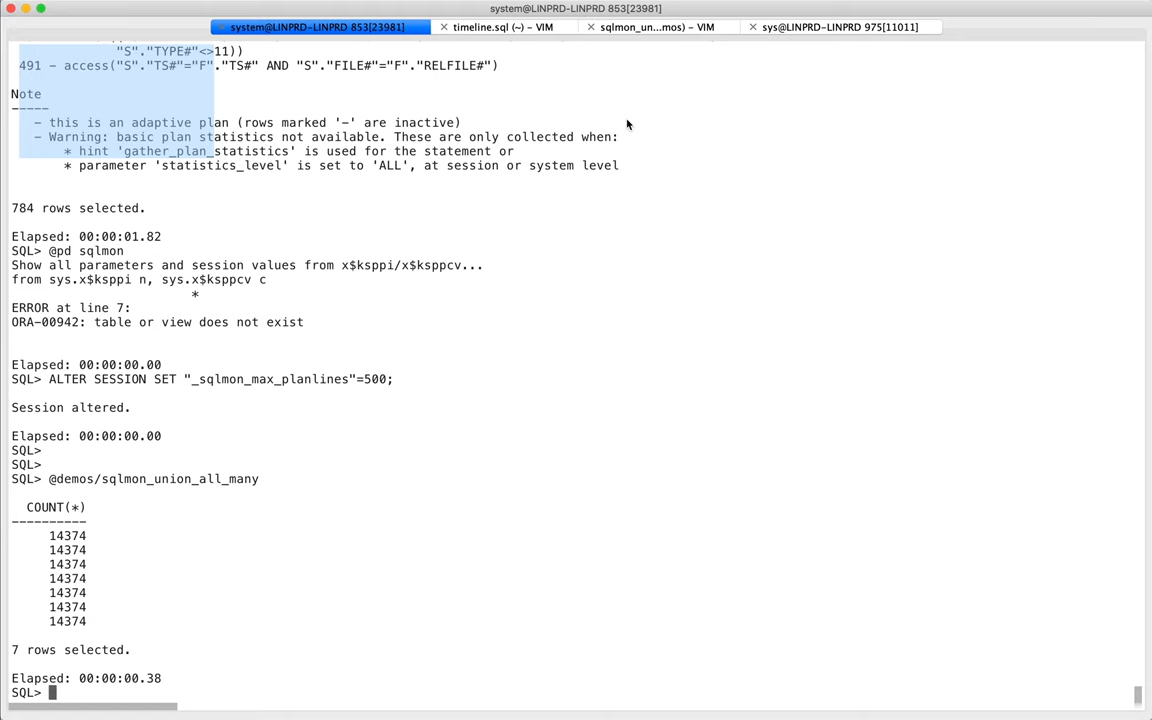 system@LINPRD-LINPRD 853[23981]
system@LINPRD-LINPRD 853[23981] × timeline.sql (~) – VIM × sqlmon_un...mos) – VIM × sys@LINPRD-LINPRD 975[11011]
"S"."TYPE#"<>11))
491 - access("S"."TS#"="F"."TS#" AND "S"."FILE#"="F"."RELFILE#")
Note
-----
- this is an adaptive plan (rows marked '-' are inactive)
- Warning: basic plan statistics not available. These are only collected when:
* hint 'gather_plan_statistics' is used for the statement or
* parameter 'statistics_level' is set to 'ALL', at session or system level
784 rows selected.
Elapsed: 00:00:01.82
SQL> @pd sqlmon
Show all parameters and session values from x$ksppi/x$ksppcv...
from sys.x$ksppi n, sys.x$ksppcv c
*
ERROR at line 7:
ORA-00942: table or view does not exist
Elapsed: 00:00:00.00
SQL> ALTER SESSION SET "_sqlmon_max_planlines"=500;
Session altered.
Elapsed: 00:00:00.00
SQL>
SQL>
SQL> @demos/sqlmon_union_all_many
COUNT(*)
----------
14374
14374
14374
14374
14374
14374
14374
7 rows selected.
Elapsed: 00:00:00.38
SQL>